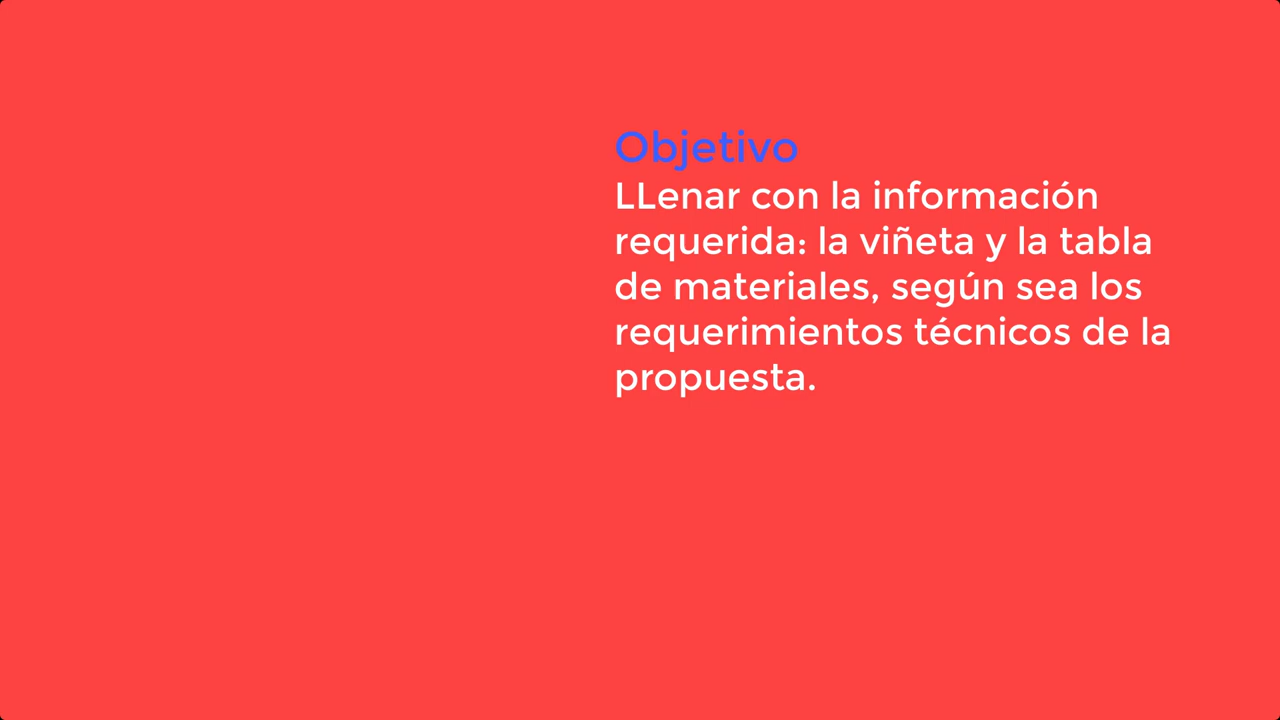 Objetivo
LLenar con la información
requerida: la viñeta y la tabla
de materiales, según sea los
requerimientos técnicos de la
propuesta.